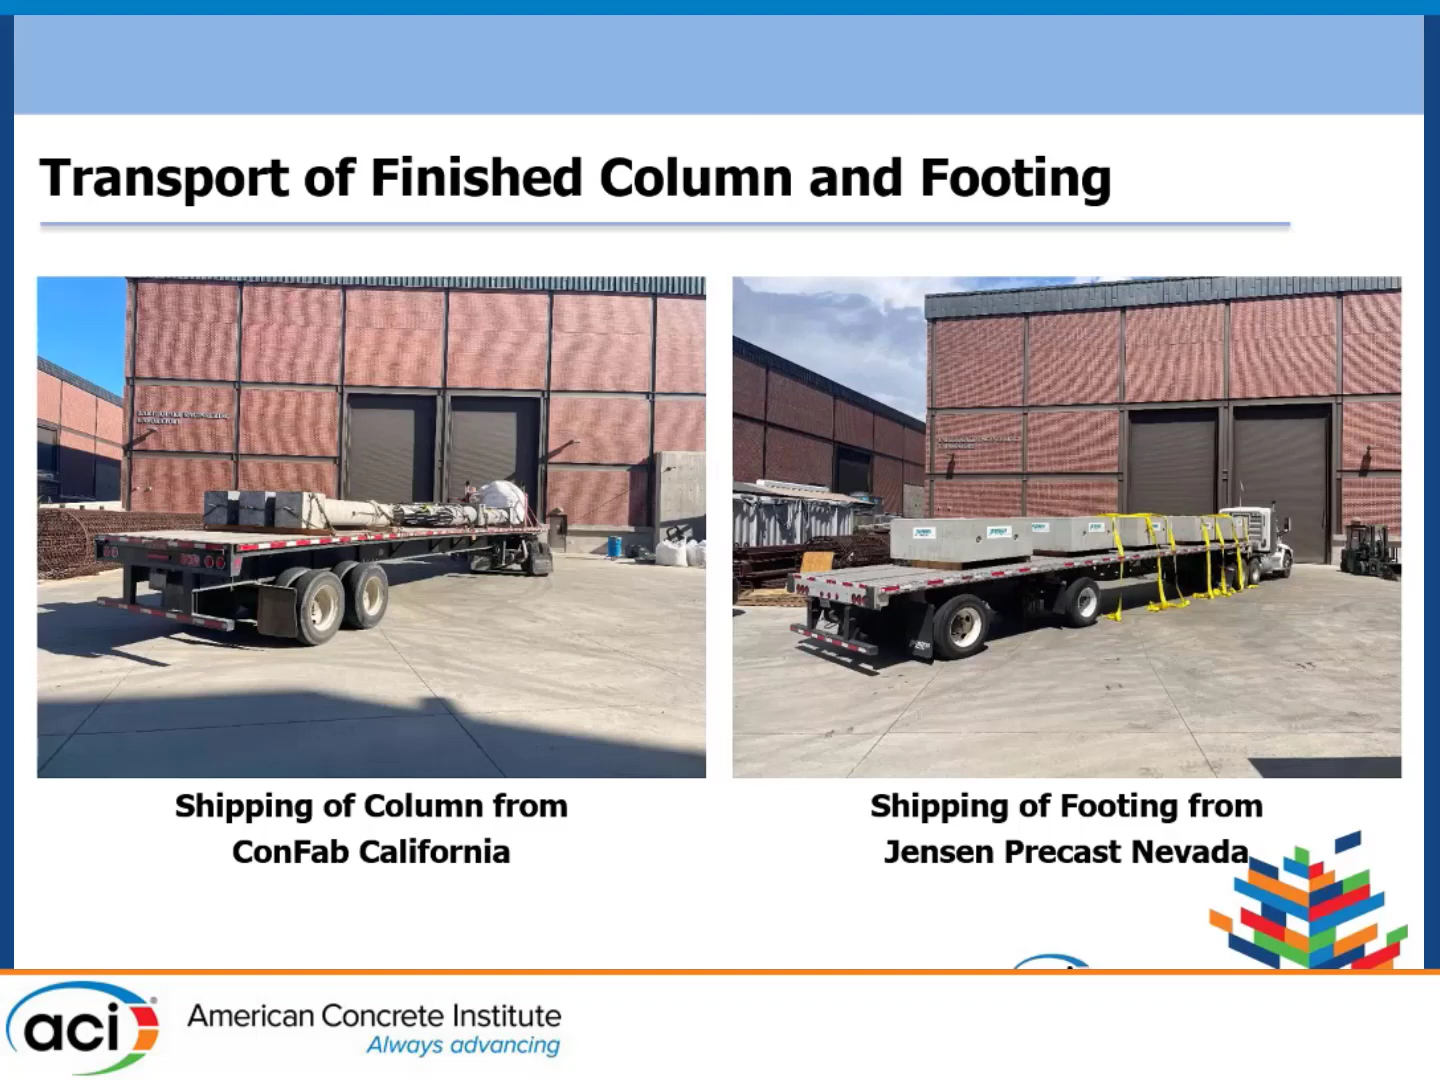 Transport of Finished Column and Footing
Shipping of Column from
ConFab California
Shipping of Footing from
Jensen Precast Nevada
aci
American Concrete Institute
Always advancing